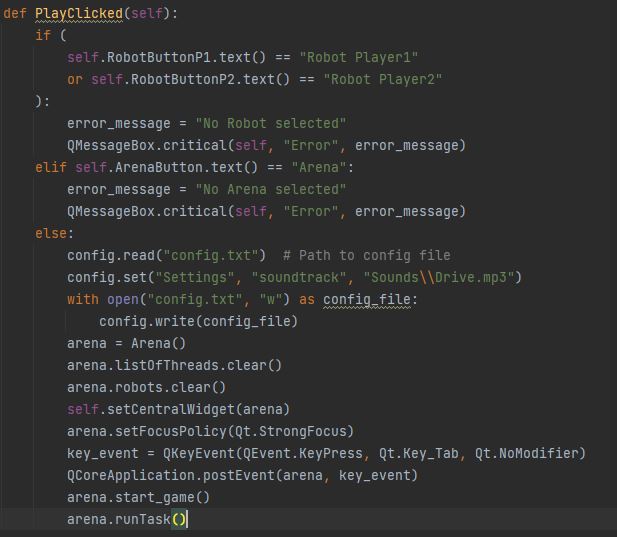 def PlayClicked(self):
    if (
        self.RobotButtonP1.text() == "Robot Player1"
        or self.RobotButtonP2.text() == "Robot Player2"
    ):
        error_message = "No Robot selected"
        QMessageBox.critical(self, "Error", error_message)
    elif self.ArenaButton.text() == "Arena":
        error_message = "No Arena selected"
        QMessageBox.critical(self, "Error", error_message)
    else:
        config.read("config.txt")  # Path to config file
        config.set("Settings", "soundtrack", "Sounds\\Drive.mp3")
        with open("config.txt", "w") as config_file:
            config.write(config_file)
        arena = Arena()
        arena.listOfThreads.clear()
        arena.robots.clear()
        self.setCentralWidget(arena)
        arena.setFocusPolicy(Qt.StrongFocus)
        key_event = QKeyEvent(QEvent.KeyPress, Qt.Key_Tab, Qt.NoModifier)
        QCoreApplication.postEvent(arena, key_event)
        arena.start_game()
        arena.runTask()